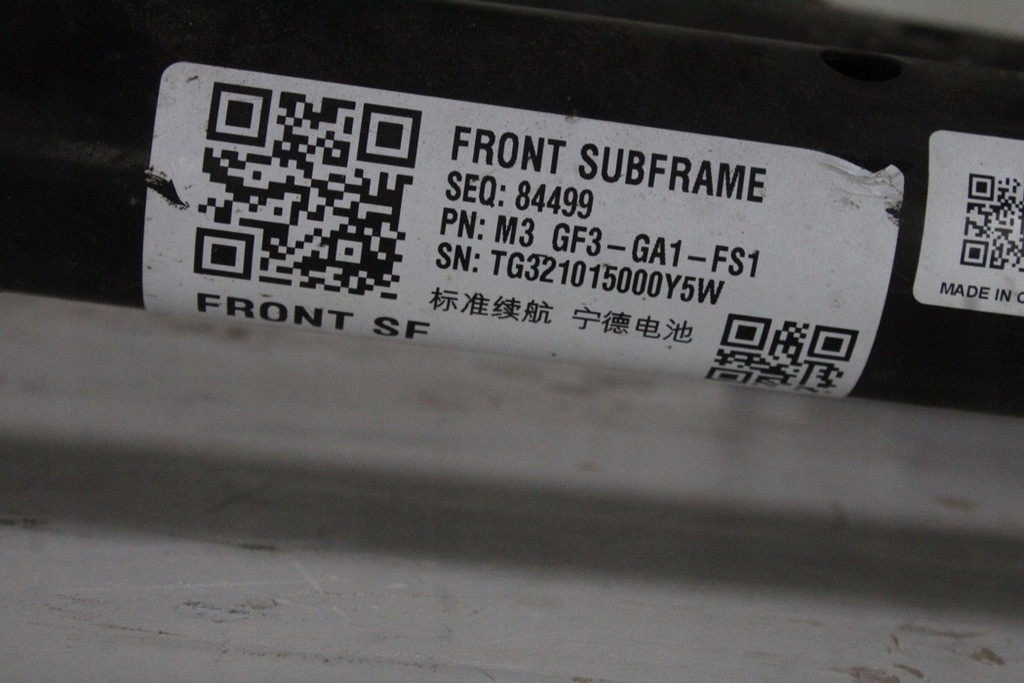 FRONT SUBFRAME
SEQ: 84499
PN: M3 GF3-GA1-FS1
SN: TG321015000Y5W
标准续航 宁德电池
FRONT SF
MADE IN